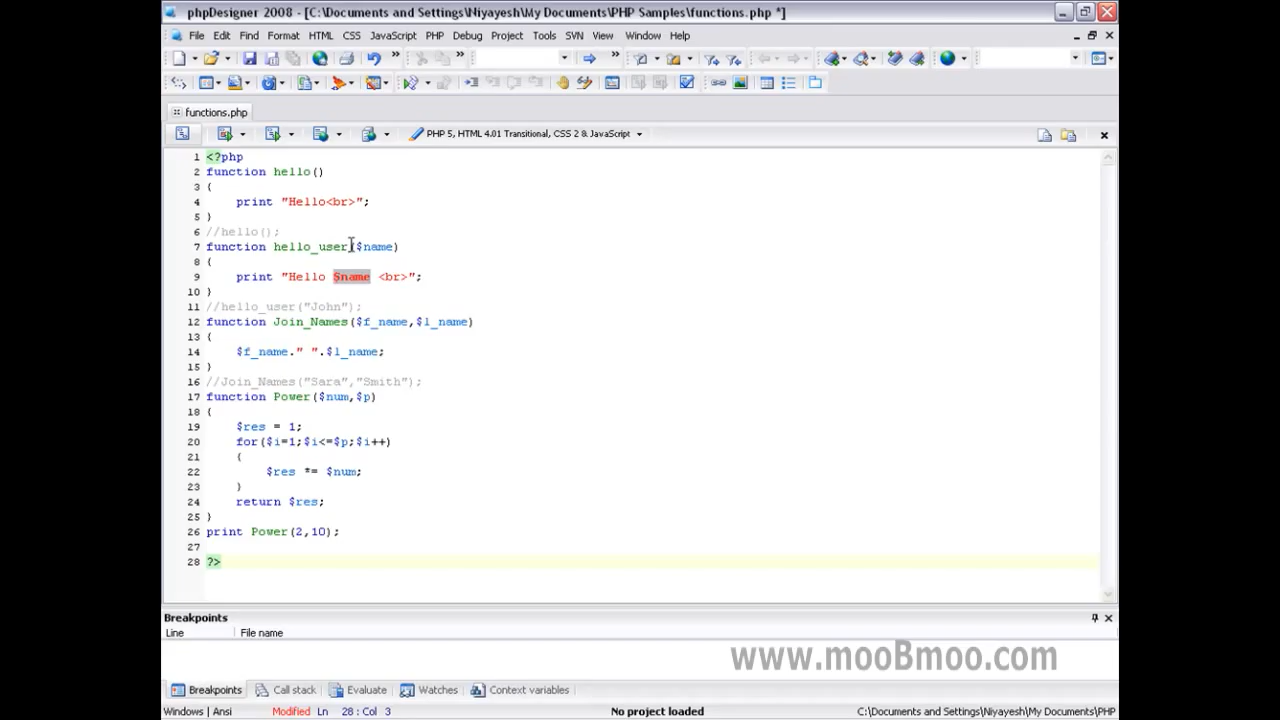 phpDesigner 2008 - [C:\Documents and Settings\Niyayesh\My Documents\PHP Samples\functions.php *]
File Edit Find Format HTML CSS JavaScript PHP Debug Project Tools SVN View Window Help
functions.php
PHP 5, HTML 4.01 Transitional, CSS 2 & JavaScript
1 <?php
2 function hello()
3 {
4 print "Hello<br>";
5 }
6 //hello();
7 function hello_user($name)
8 {
9 print "Hello $name <br>";
10 }
11 //hello_user("John");
12 function Join_Names($f_name,$l_name)
13 {
14 $f_name." ".$l_name;
15 }
16 //Join_Names("Sara","Smith");
17 function Power($num,$p)
18 {
19 $res = 1;
20 for($i=1;$i<=$p;$i++)
21 {
22 $res *= $num;
23 }
24 return $res;
25 }
26 print Power(2,10);
27
28 ?>
Breakpoints
Line File name
www.mooBmoo.com
Breakpoints Call stack Evaluate Watches Context variables
Windows | Ansi Modified Ln 28 : Col 3 No project loaded C:\Documents and Settings\Niyayesh\My Documents\PHP